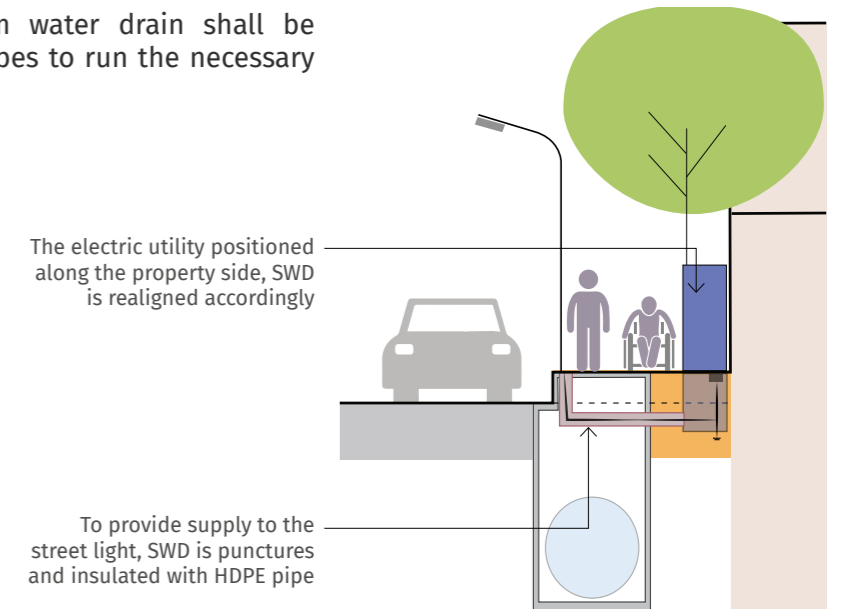 water drain shall be
to run the necessary
The electric utility positioned
along the property side, SWD
is realigned accordingly
To provide supply to the
street light, SWD is punctures
and insulated with HDPE pipe